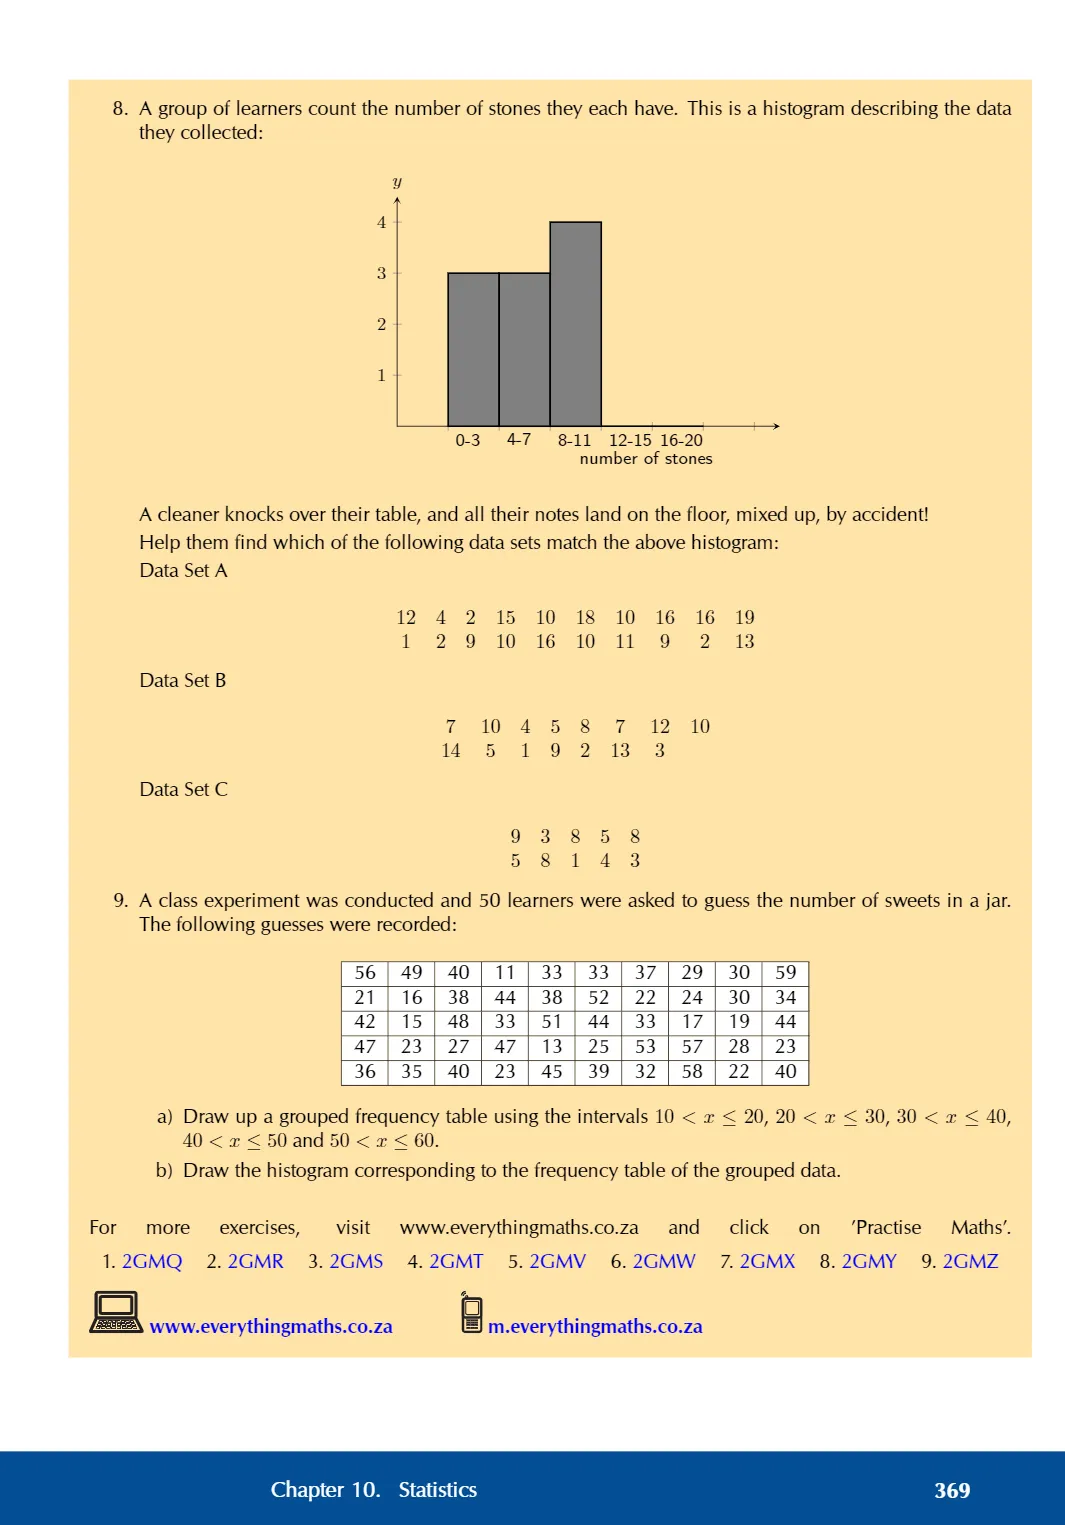 8. A group of learners count the number of stones they each have. This is a histogram describing the data
they collected:
y
4
3
2
1
0-3 4-7 8-11 12-15 16-20
number of stones
A cleaner knocks over their table, and all their notes land on the floor, mixed up, by accident!
Help them find which of the following data sets match the above histogram:
Data Set A
12 4 2 15 10 18 10 16 16 19
1 2 9 10 16 10 11 9 2 13
Data Set B
7 10 4 5 8 7 12 10
14 5 1 9 2 13 3
Data Set C
9 3 8 5 8
5 8 1 4 3
9. A class experiment was conducted and 50 learners were asked to guess the number of sweets in a jar.
The following guesses were recorded:
56 49 40 11 33 33 37 29 30 59
21 16 38 44 38 52 22 24 30 34
42 15 48 33 51 44 33 17 19 44
47 23 27 47 13 25 53 57 28 23
36 35 40 23 45 39 32 58 22 40
a) Draw up a grouped frequency table using the intervals 10 < x ≤ 20, 20 < x ≤ 30, 30 < x ≤ 40,
40 < x ≤ 50 and 50 < x ≤ 60.
b) Draw the histogram corresponding to the frequency table of the grouped data.
For more exercises, visit www.everythingmaths.co.za and click on ’Practise Maths’.
1. 2GMQ 2. 2GMR 3. 2GMS 4. 2GMT 5. 2GMV 6. 2GMW 7. 2GMX 8. 2GMY 9. 2GMZ
www.everythingmaths.co.za m.everythingmaths.co.za
Chapter 10. Statistics 369